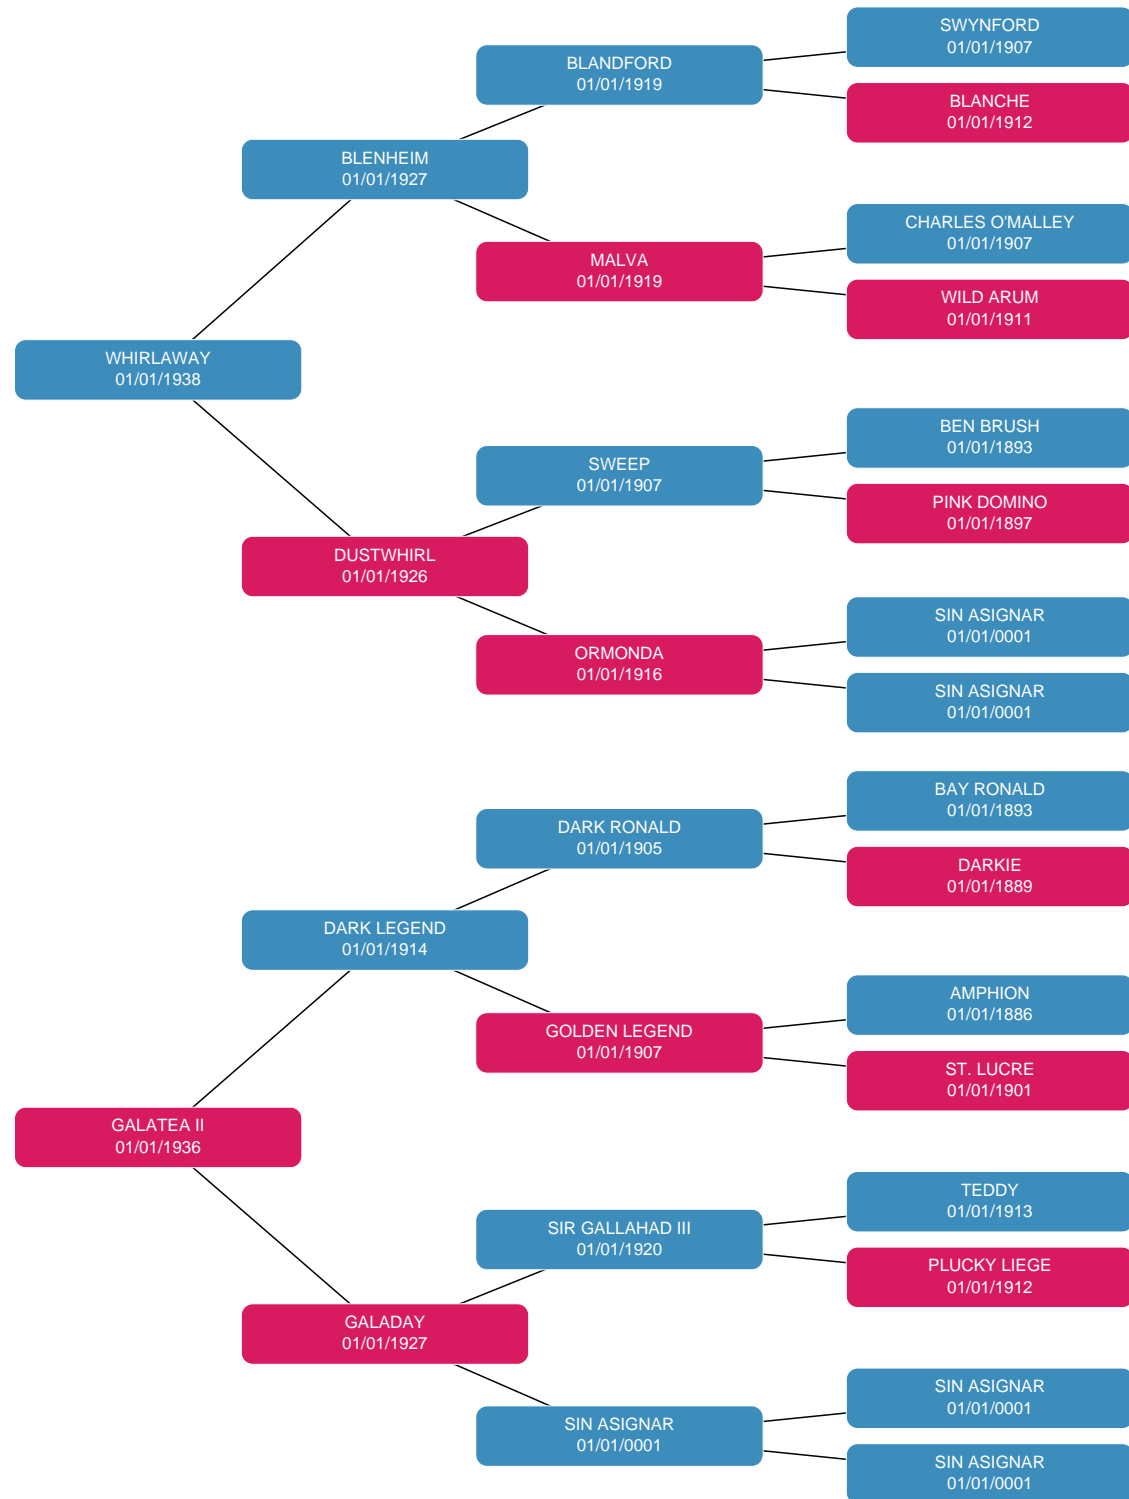 SWYNFORD
01/01/1907
BLANDFORD
01/01/1919
BLANCHE
01/01/1912
BLENHEIM
01/01/1927
CHARLES O'MALLEY
01/01/1907
MALVA
01/01/1919
WILD ARUM
01/01/1911
WHIRLAWAY
01/01/1938
BEN BRUSH
01/01/1893
SWEEP
01/01/1907
PINK DOMINO
01/01/1897
DUSTWHIRL
01/01/1926
SIN ASIGNAR
01/01/0001
ORMONDA
01/01/1916
SIN ASIGNAR
01/01/0001
BAY RONALD
01/01/1893
DARK RONALD
01/01/1905
DARKIE
01/01/1889
DARK LEGEND
01/01/1914
AMPHION
01/01/1886
GOLDEN LEGEND
01/01/1907
ST. LUCRE
01/01/1901
GALATEA II
01/01/1936
TEDDY
01/01/1913
SIR GALLAHAD III
01/01/1920
PLUCKY LIEGE
01/01/1912
GALADAY
01/01/1927
SIN ASIGNAR
01/01/0001
SIN ASIGNAR
01/01/0001
SIN ASIGNAR
01/01/0001